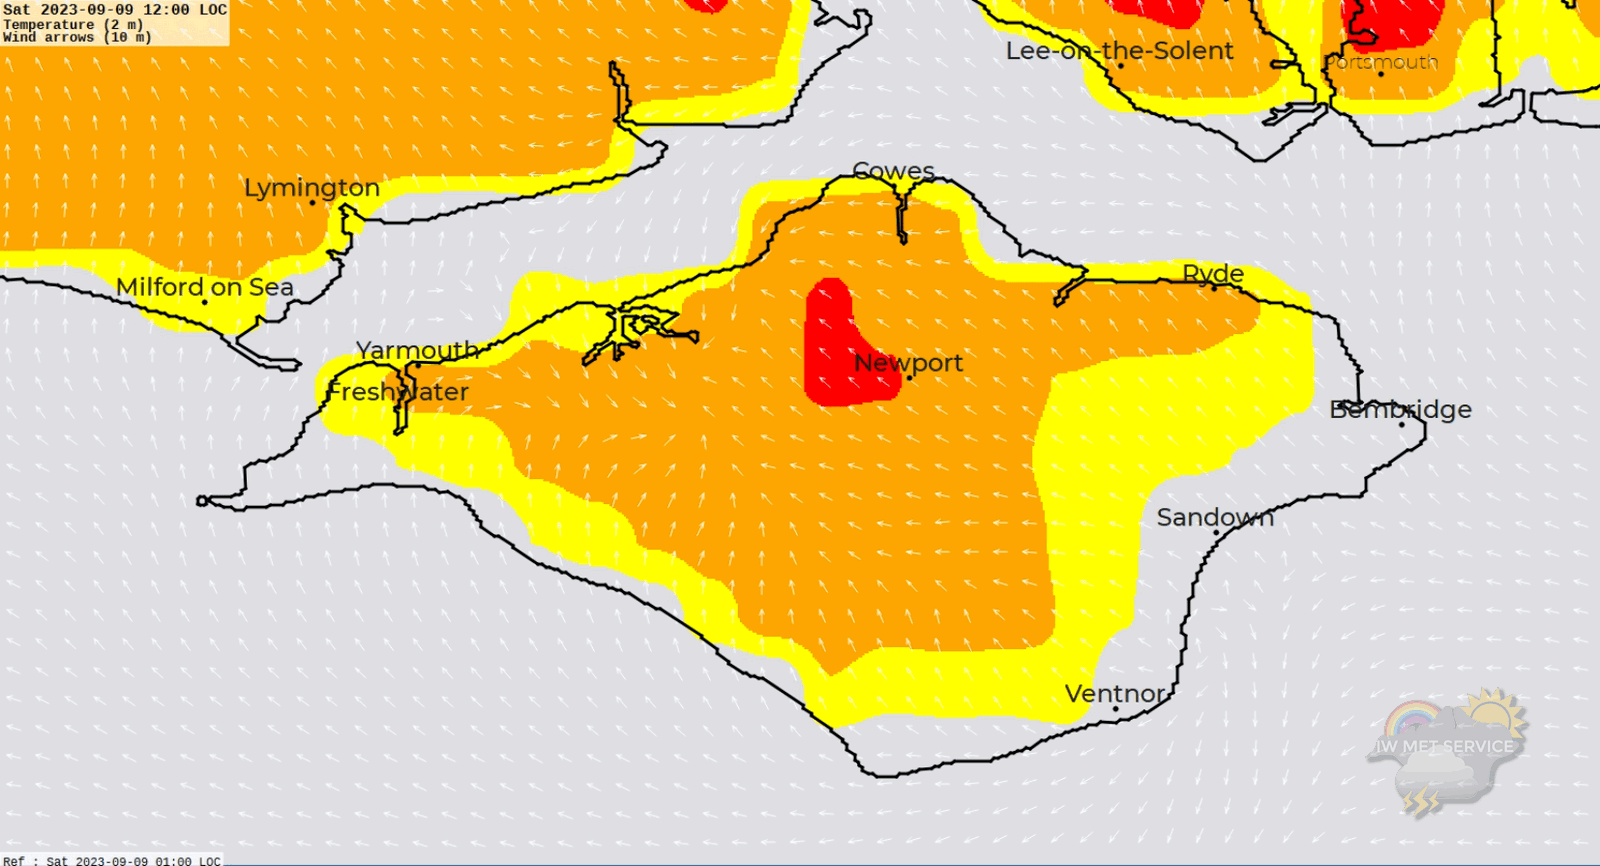 Sat 2023-09-09 12:00 LOC
Temperature (2 m)
Wind arrows (10 m)
Lee-on-the-Solent
Portsmouth
Cowes
Lymington
Ryde
Milford on Sea
Yarmouth
Newport
Freshwater
Bembridge
Sandown
Ventnor
IW MET SERVICE
Ref : Sat 2023-09-09 01:00 LOC